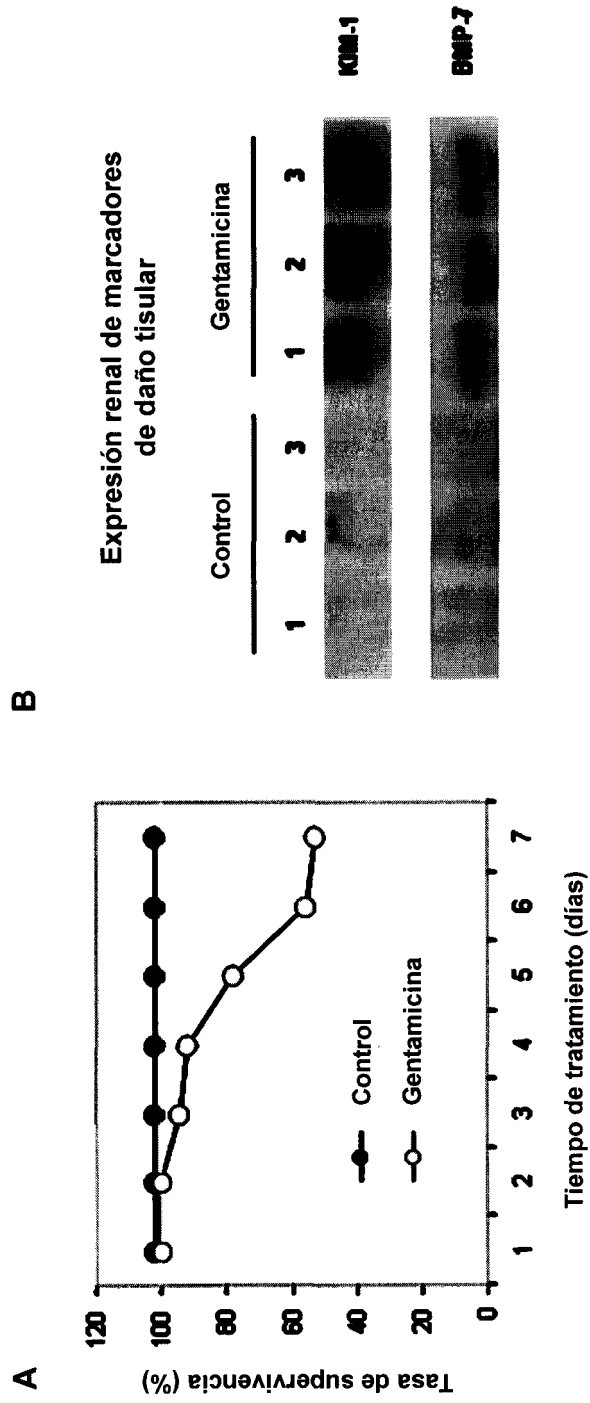 A
Tasa de supervivencia (%)
120
100
80
60
40
20
0
Control
Gentamicina
1 2 3 4 5 6 7
Tiempo de tratamiento (días)
B
Expresión renal de marcadores
de daño tisular
Control Gentamicina
1 2 3 1 2 3
KIM-1
BMP-7